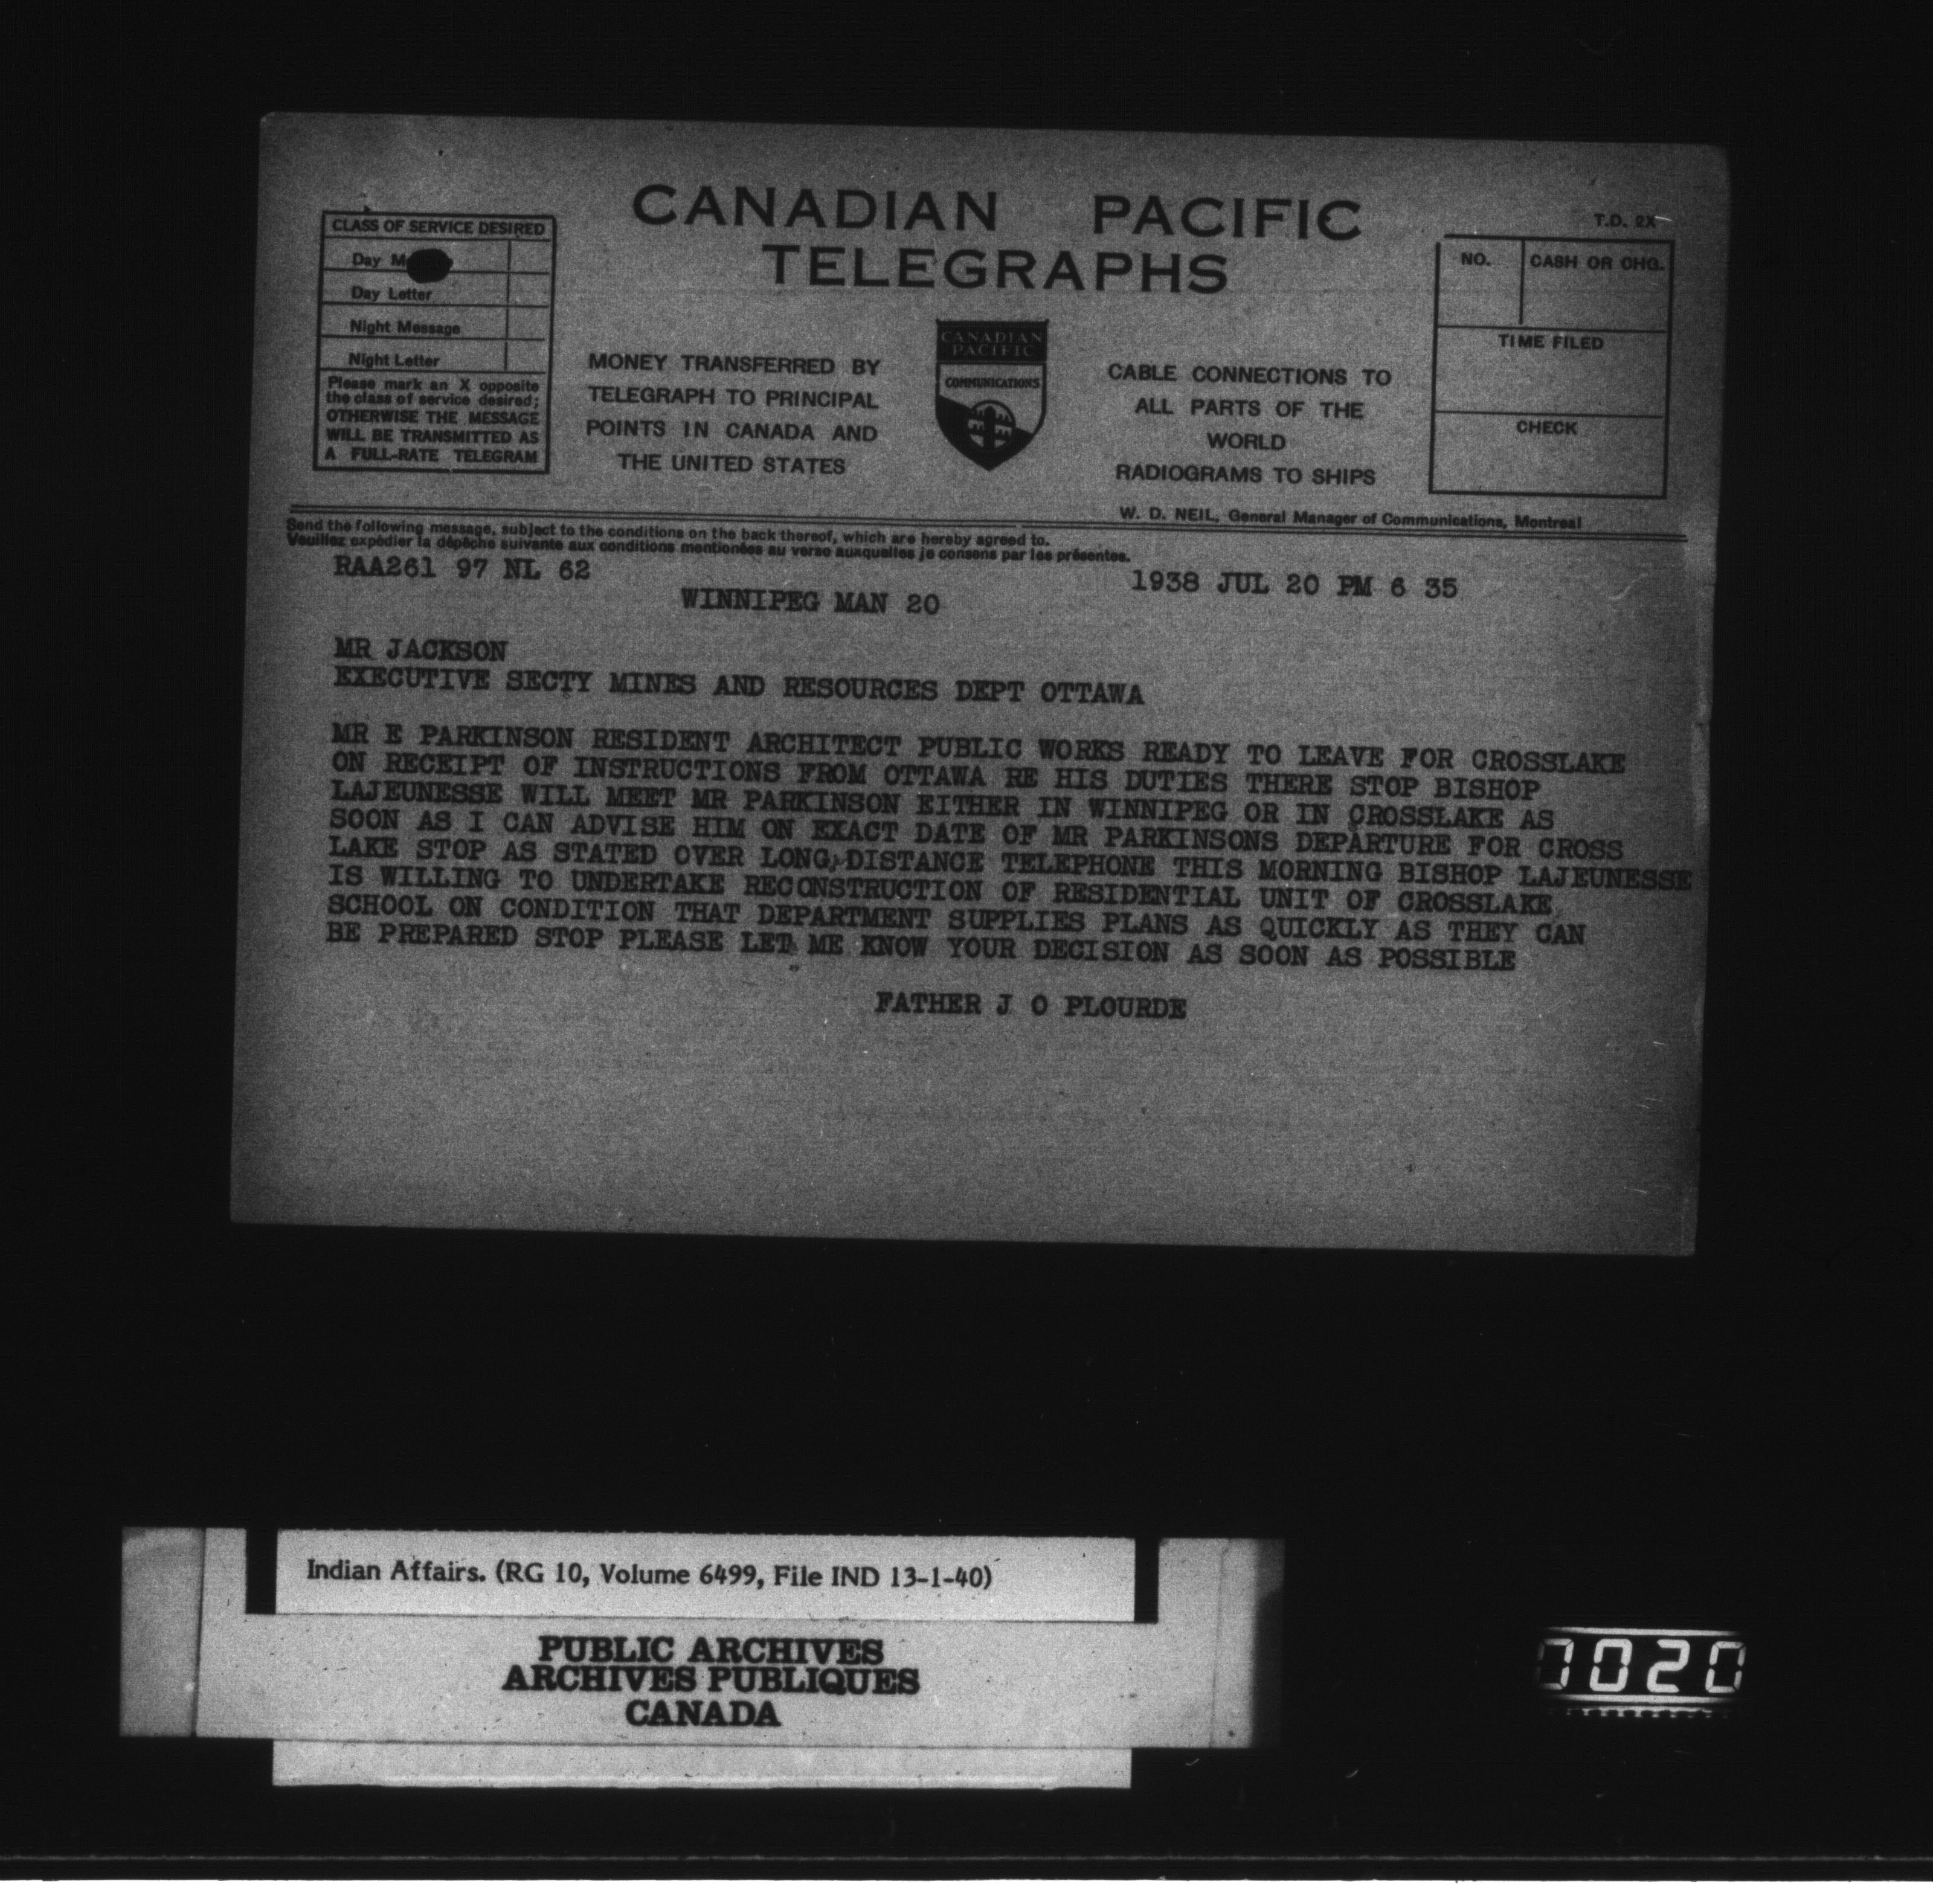 CANADIAN PACIFIC
TELEGRAPHS
T.D. 2X
CLASS OF SERVICE DESIRED
Day
Day Letter
Night Message
Night Letter
Please mark an X opposite
the class of service desired;
OTHERWISE THE MESSAGE
WILL BE TRANSMITTED AS
A FULL-RATE TELEGRAM
MONEY TRANSFERRED BY
TELEGRAPH TO PRINCIPAL
POINTS IN CANADA AND
THE UNITED STATES
CANADIAN
PACIFIC
COMMUNICATIONS
CABLE CONNECTIONS TO
ALL PARTS OF THE
WORLD
RADIOGRAMS TO SHIPS
NO. CASH OR CHG.
TIME FILED
CHECK
W. D. NEIL, General Manager of Communications, Montreal
Send the following message, subject to the conditions on the back thereof, which are hereby agreed to.
Veuillez expédier la dépêche suivante aux conditions mentionées au verso auxquelles je consens par les présentes.
RAA261 97 NL 62
1938 JUL 20 PM 6 35
WINNIPEG MAN 20
MR JACKSON
EXECUTIVE SECTY MINES AND RESOURCES DEPT OTTAWA
MR E PARKINSON RESIDENT ARCHITECT PUBLIC WORKS READY TO LEAVE FOR CROSSLAKE
ON RECEIPT OF INSTRUCTIONS FROM OTTAWA RE HIS DUTIES THERE STOP BISHOP
LAJEUNESSE WILL MEET MR PARKINSON EITHER IN WINNIPEG OR IN CROSSLAKE AS
SOON AS I CAN ADVISE HIM ON EXACT DATE OF MR PARKINSONS DEPARTURE FOR CROSS
LAKE STOP AS STATED OVER LONG DISTANCE TELEPHONE THIS MORNING BISHOP LAJEUNESSE
IS WILLING TO UNDERTAKE RECONSTRUCTION OF RESIDENTIAL UNIT OF CROSSLAKE
SCHOOL ON CONDITION THAT DEPARTMENT SUPPLIES PLANS AS QUICKLY AS THEY CAN
BE PREPARED STOP PLEASE LET ME KNOW YOUR DECISION AS SOON AS POSSIBLE
FATHER J O PLOURDE
Indian Affairs. (RG 10, Volume 6499, File IND 13-1-40)
PUBLIC ARCHIVES
ARCHIVES PUBLIQUES
CANADA